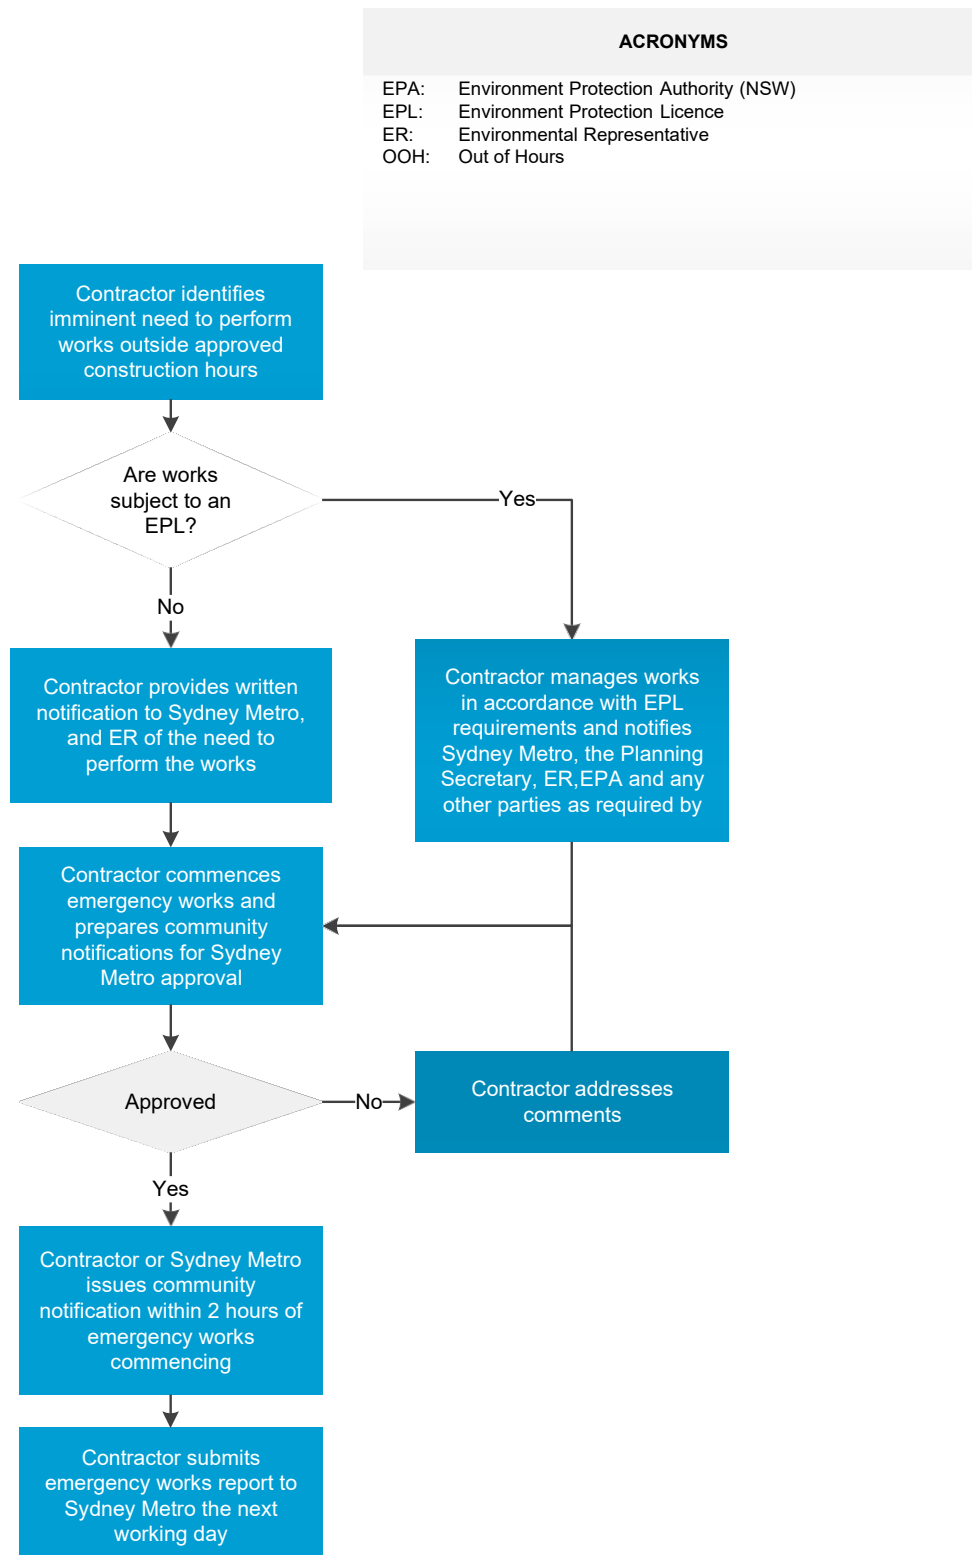 ACRONYMS
EPA: Environment Protection Authority (NSW)
EPL: Environment Protection Licence
ER: Environmental Representative
OOH: Out of Hours
Contractor identifies
imminent need to perform
works outside approved
construction hours
Are works
subject to an
EPL?
Yes
No
Contractor provides written
notification to Sydney Metro,
and ER of the need to
perform the works
Contractor manages works
in accordance with EPL
requirements and notifies
Sydney Metro, the Planning
Secretary, ER,EPA and any
other parties as required by
Contractor commences
emergency works and
prepares community
notifications for Sydney
Metro approval
Approved
No
Contractor addresses
comments
Yes
Contractor or Sydney Metro
issues community
notification within 2 hours of
emergency works
commencing
Contractor submits
emergency works report to
Sydney Metro the next
working day